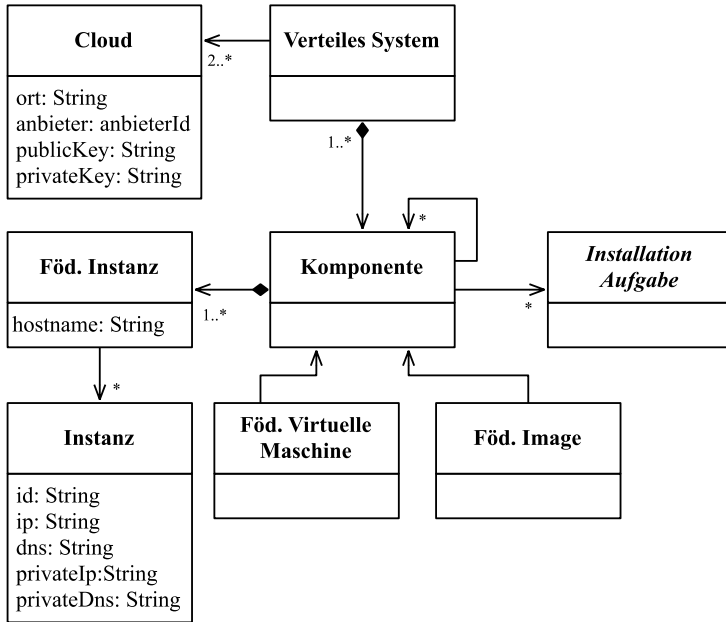 Cloud
ort: String
anbieter: anbieterId
publicKey: String
privateKey: String
2..*
Verteiles System
1..*
Föd. Instanz
hostname: String
1..*
Komponente
*
*
Installation
Aufgabe
*
Instanz
id: String
ip: String
dns: String
privateIp:String
privateDns: String
Föd. Virtuelle
Maschine
Föd. Image